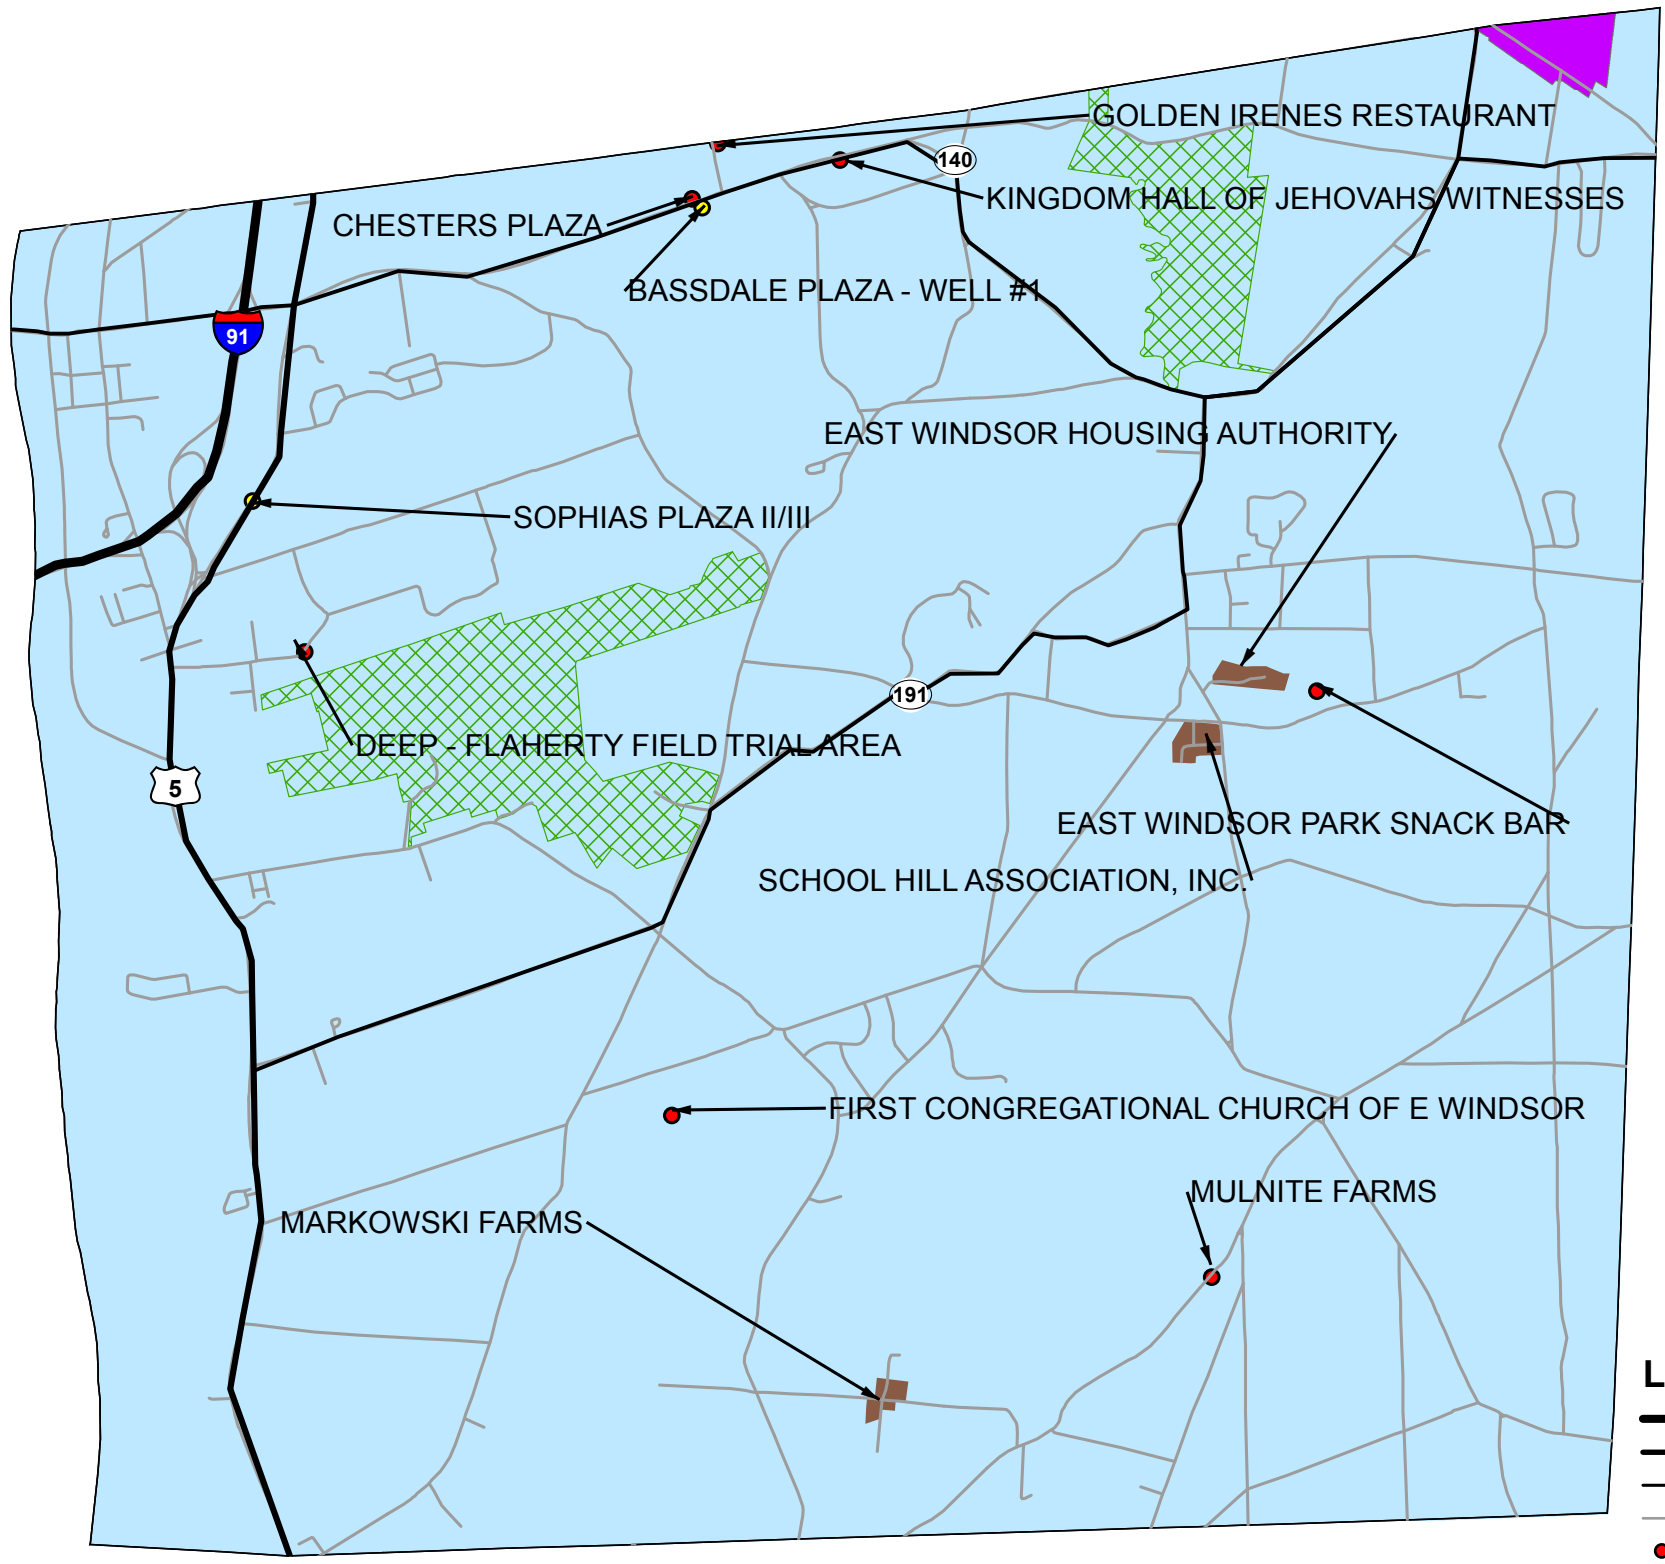 GOLDEN IRENES RESTAURANT
140
KINGDOM HALL OF JEHOVAHS WITNESSES
CHESTERS PLAZA
BASSDALE PLAZA - WELL #1
91
EAST WINDSOR HOUSING AUTHORITY
SOPHIAS PLAZA II/III
191
DEEP - FLAHERTY FIELD TRIAL AREA
5
EAST WINDSOR PARK SNACK BAR
SCHOOL HILL ASSOCIATION, INC.
FIRST CONGREGATIONAL CHURCH OF E WINDSOR
MULNITE FARMS
MARKOWSKI FARMS
L